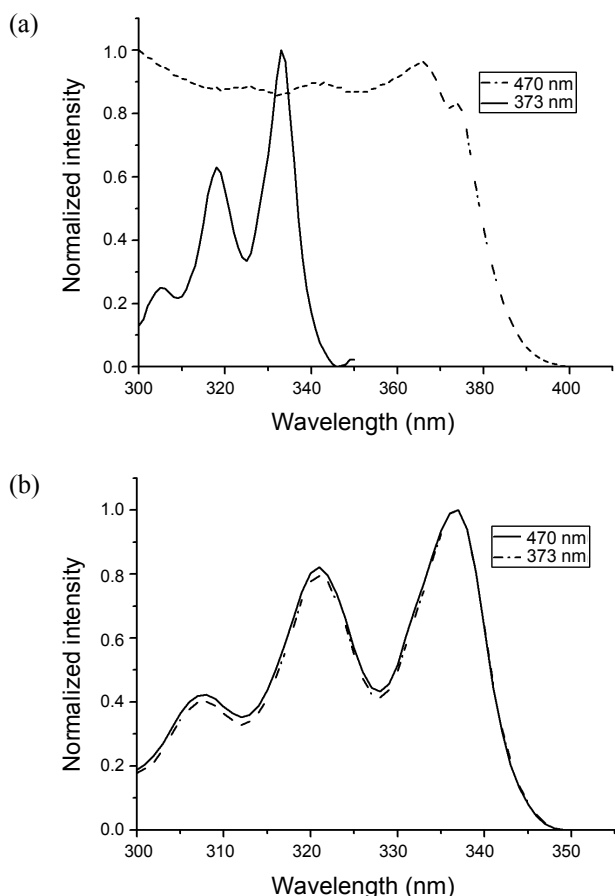 (a)
Normalized intensity
1.0
0.8
0.6
0.4
0.2
0.0
300 320 340 360 380 400
Wavelength (nm)
470 nm
373 nm
(b)
Normalized intensity
1.0
0.8
0.6
0.4
0.2
0.0
300 310 320 330 340 350
Wavelength (nm)
470 nm
373 nm